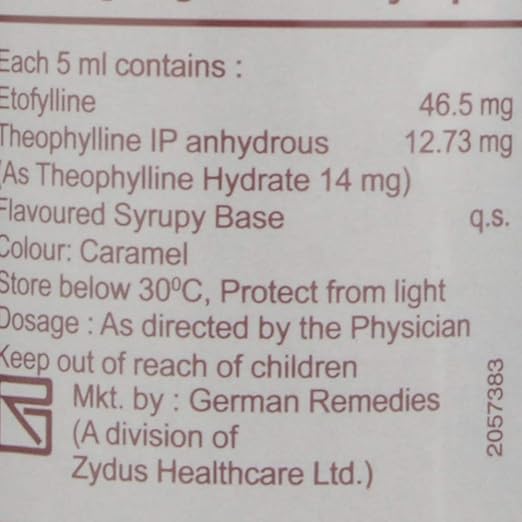 Each 5 ml contains :
Etofylline 46.5 mg
Theophylline IP anhydrous 12.73 mg
(As Theophylline Hydrate 14 mg)
Flavoured Syrupy Base q.s.
Colour: Caramel
Store below 30⁰C, Protect from light
Dosage : As directed by the Physician
Keep out of reach of children
Mkt. by : German Remedies
(A division of
Zydus Healthcare Ltd.)
2057383